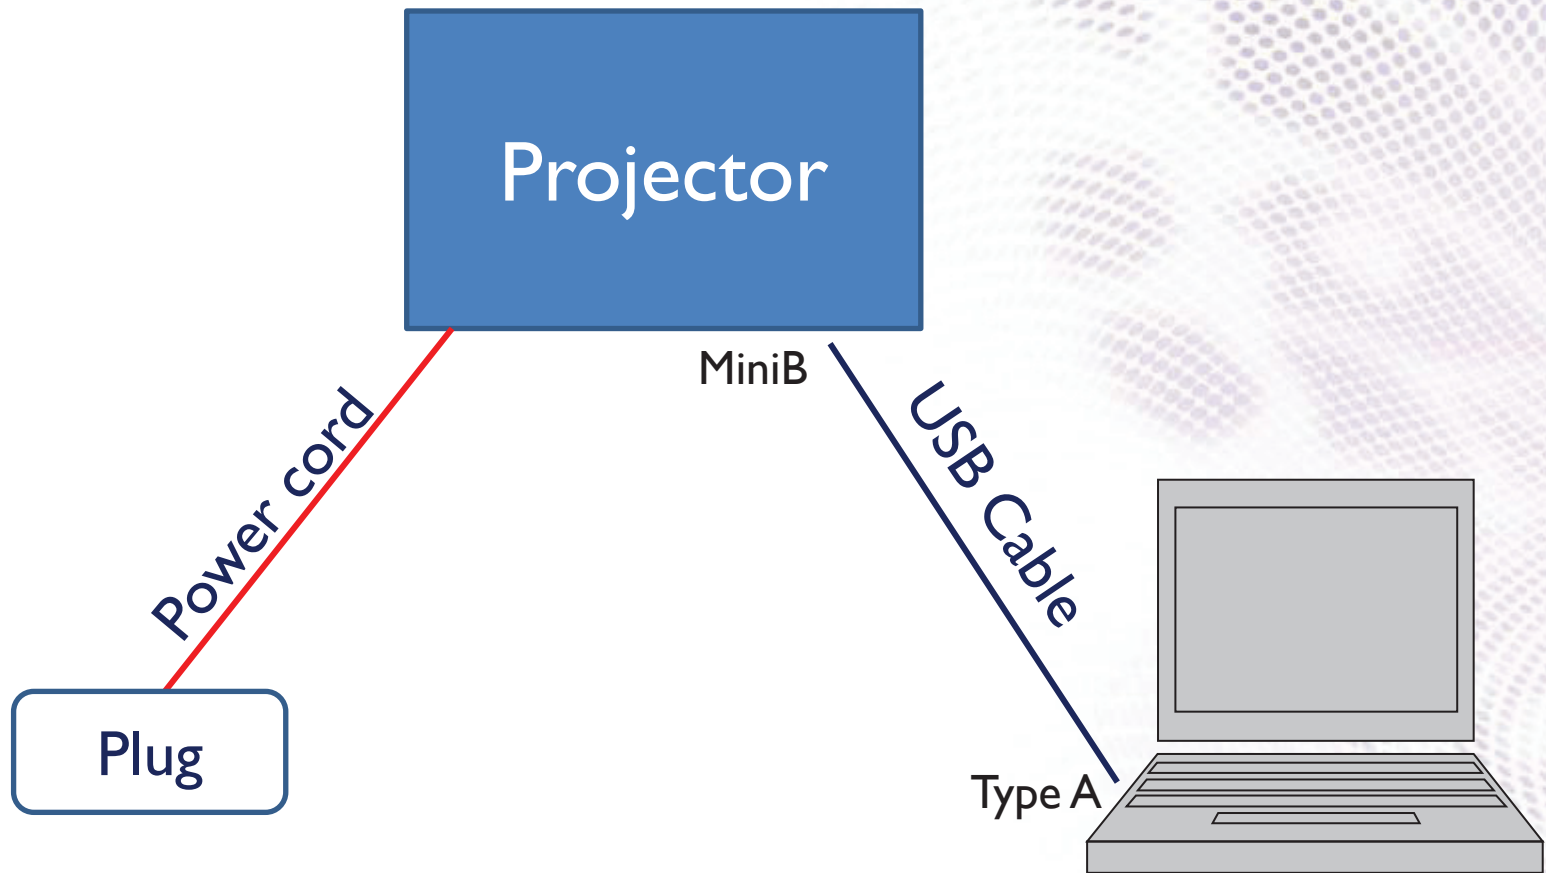 Projector
MiniB
Power cord
USB Cable
Plug
Type A